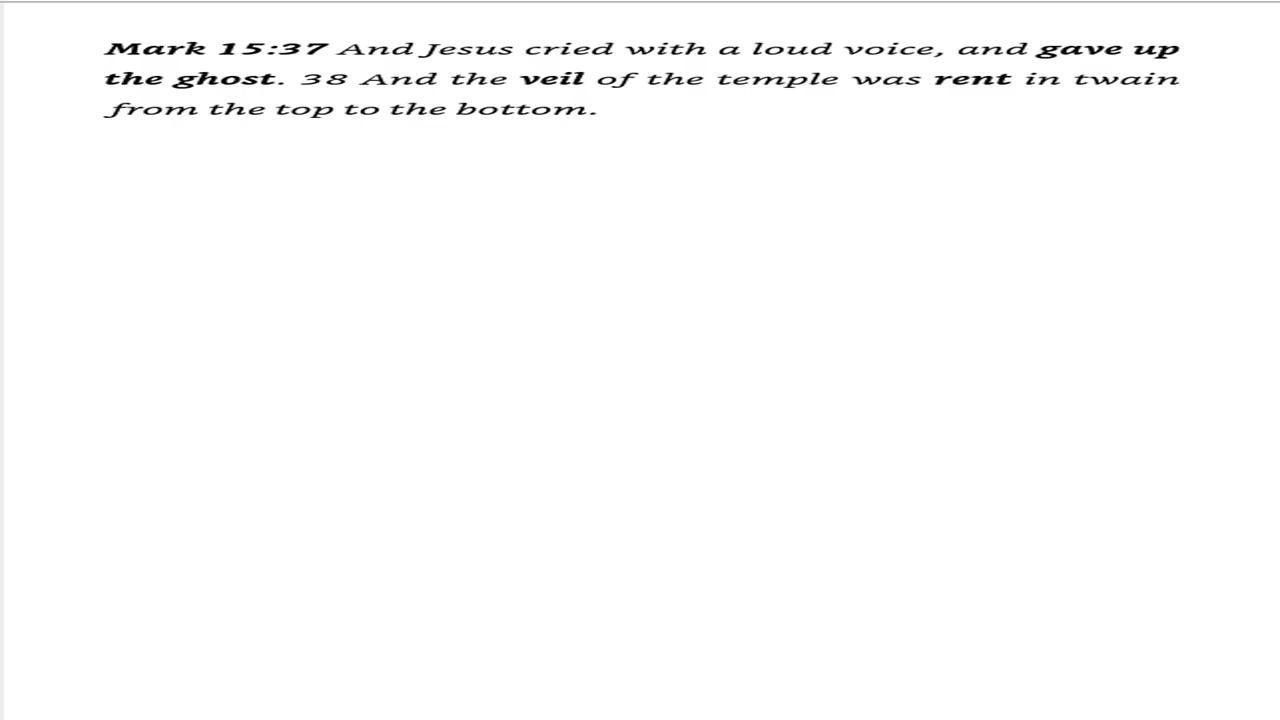 Mark 15:37 And Jesus cried with a loud voice, and gave up
the ghost. 38 And the veil of the temple was rent in twain
from the top to the bottom.